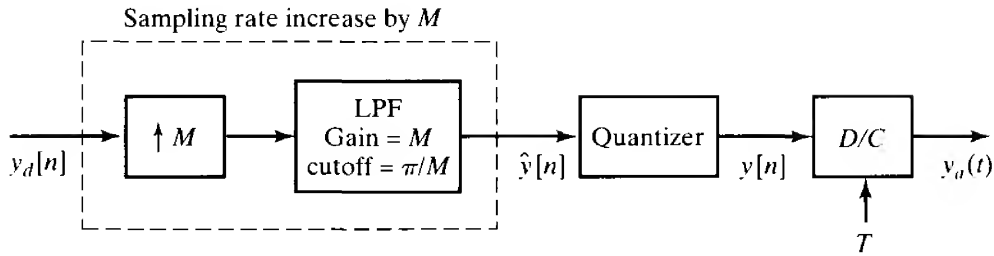 Sampling rate increase by M
↑ M
LPF
Gain = M
cutoff = π/M
Quantizer
D/C
y_d[n]
ŷ[n]
y[n]
y_a(t)
T